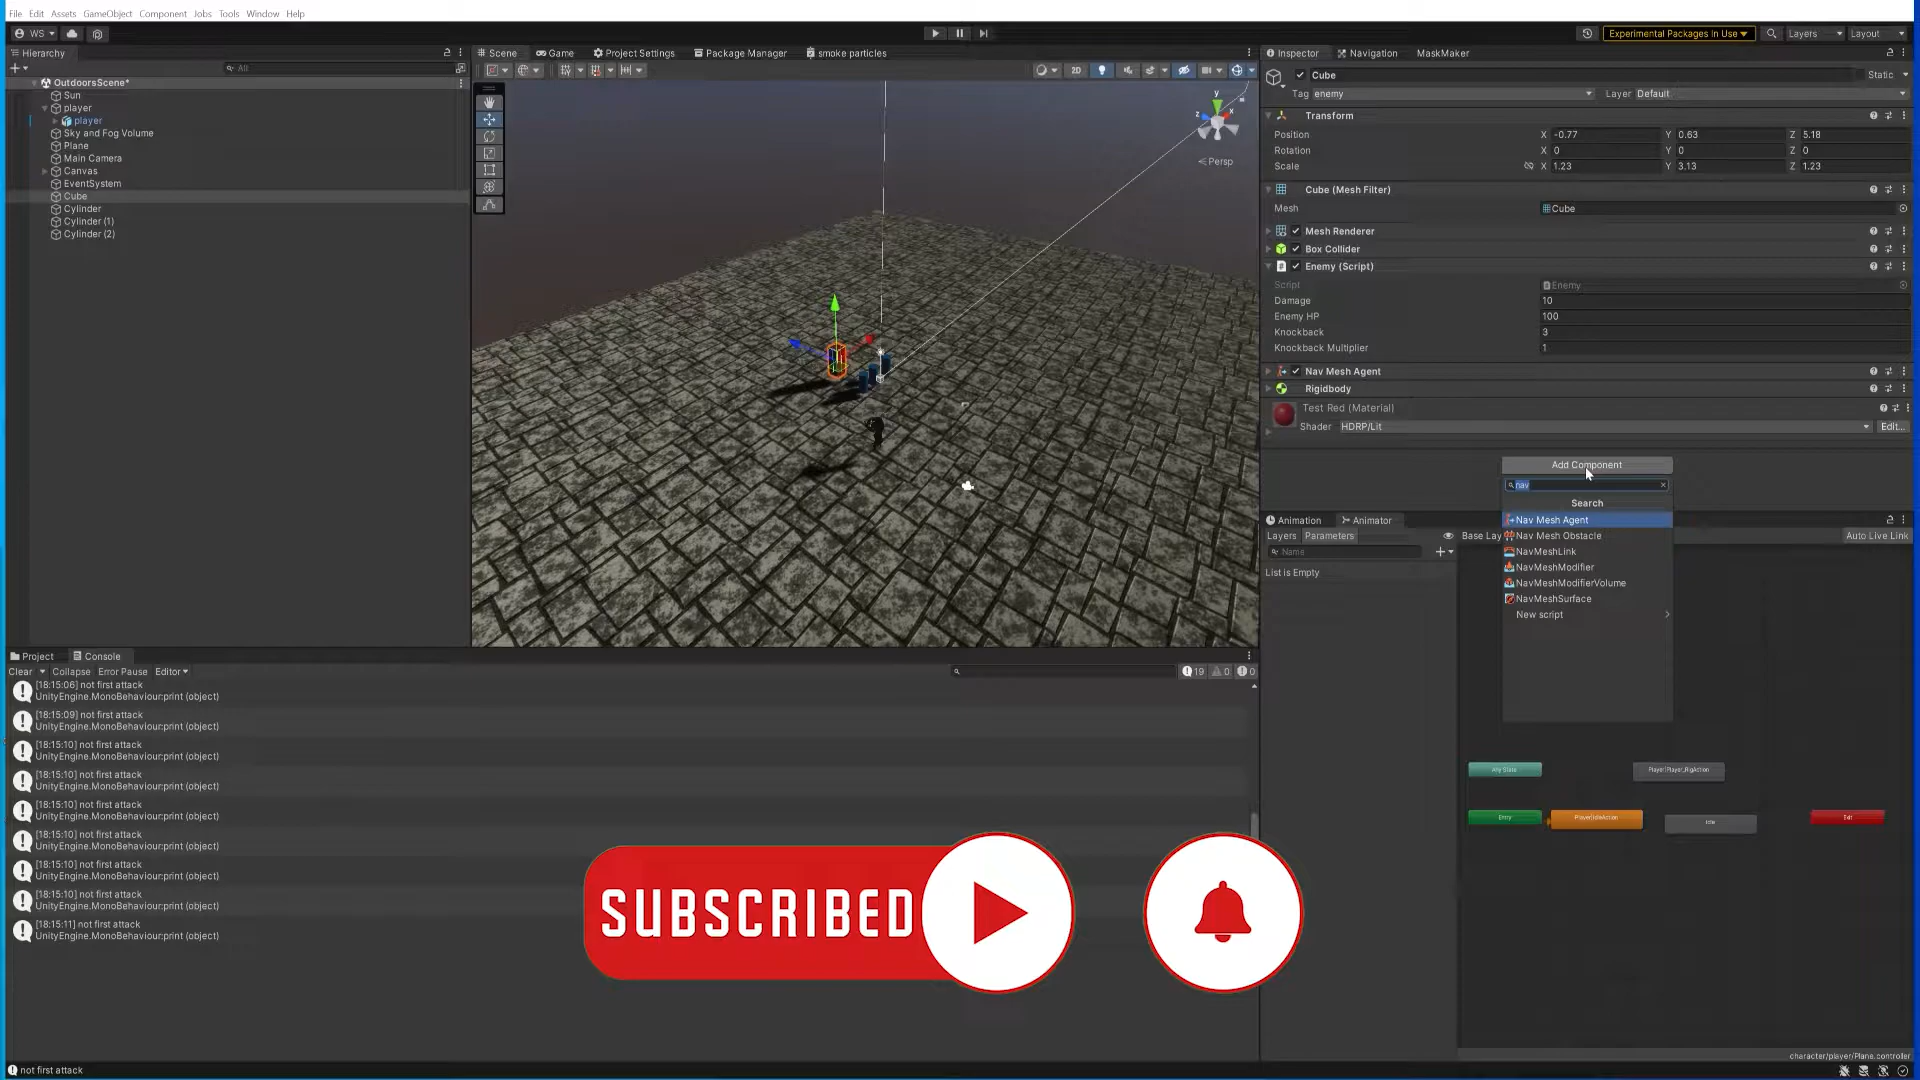 File Edit Assets GameObject Component Jobs Tools Window Help
WS
Experimental Packages In Use
Layers
Layout
Hierarchy
All
OutdoorsScene*
Sun
player
player
Sky and Fog Volume
Plane
Main Camera
Canvas
EventSystem
Cube
Cylinder
Cylinder (1)
Cylinder (2)
Scene Game Project Settings Package Manager smoke particles
2D
y
x
z
Persp
Inspector Navigation MaskMaker
Cube Static
Tag enemy Layer Default
Transform
Position X -0.77 Y 0.63 Z 5.18
Rotation X 0 Y 0 Z 0
Scale X 1.23 Y 3.13 Z 1.23
Cube (Mesh Filter)
Mesh Cube
Mesh Renderer
Box Collider
Enemy (Script)
Script Enemy
Damage 10
Enemy HP 100
Knockback 3
Knockback Multiplier 1
Nav Mesh Agent
Rigidbody
Test Red (Material)
Shader HDRP/Lit Edit...
Add Component
nav
Search
Nav Mesh Agent
Nav Mesh Obstacle
NavMeshLink
NavMeshModifier
NavMeshModifierVolume
NavMeshSurface
New script
Animation Animator
Layers Parameters Base Lay Auto Live Link
Name
List is Empty
Any State
Player|Player_RigAction
Entry
Player|IdleAction
Idle
Exit
character/player/Plane.controller
Project Console
Clear Collapse Error Pause Editor
19 0 0
[18:15:06] not first attack
UnityEngine.MonoBehaviour:print (object)
[18:15:09] not first attack
UnityEngine.MonoBehaviour:print (object)
[18:15:10] not first attack
UnityEngine.MonoBehaviour:print (object)
[18:15:10] not first attack
UnityEngine.MonoBehaviour:print (object)
[18:15:10] not first attack
UnityEngine.MonoBehaviour:print (object)
[18:15:10] not first attack
UnityEngine.MonoBehaviour:print (object)
[18:15:10] not first attack
UnityEngine.MonoBehaviour:print (object)
[18:15:10] not first attack
UnityEngine.MonoBehaviour:print (object)
[18:15:11] not first attack
UnityEngine.MonoBehaviour:print (object)
SUBSCRIBED
not first attack